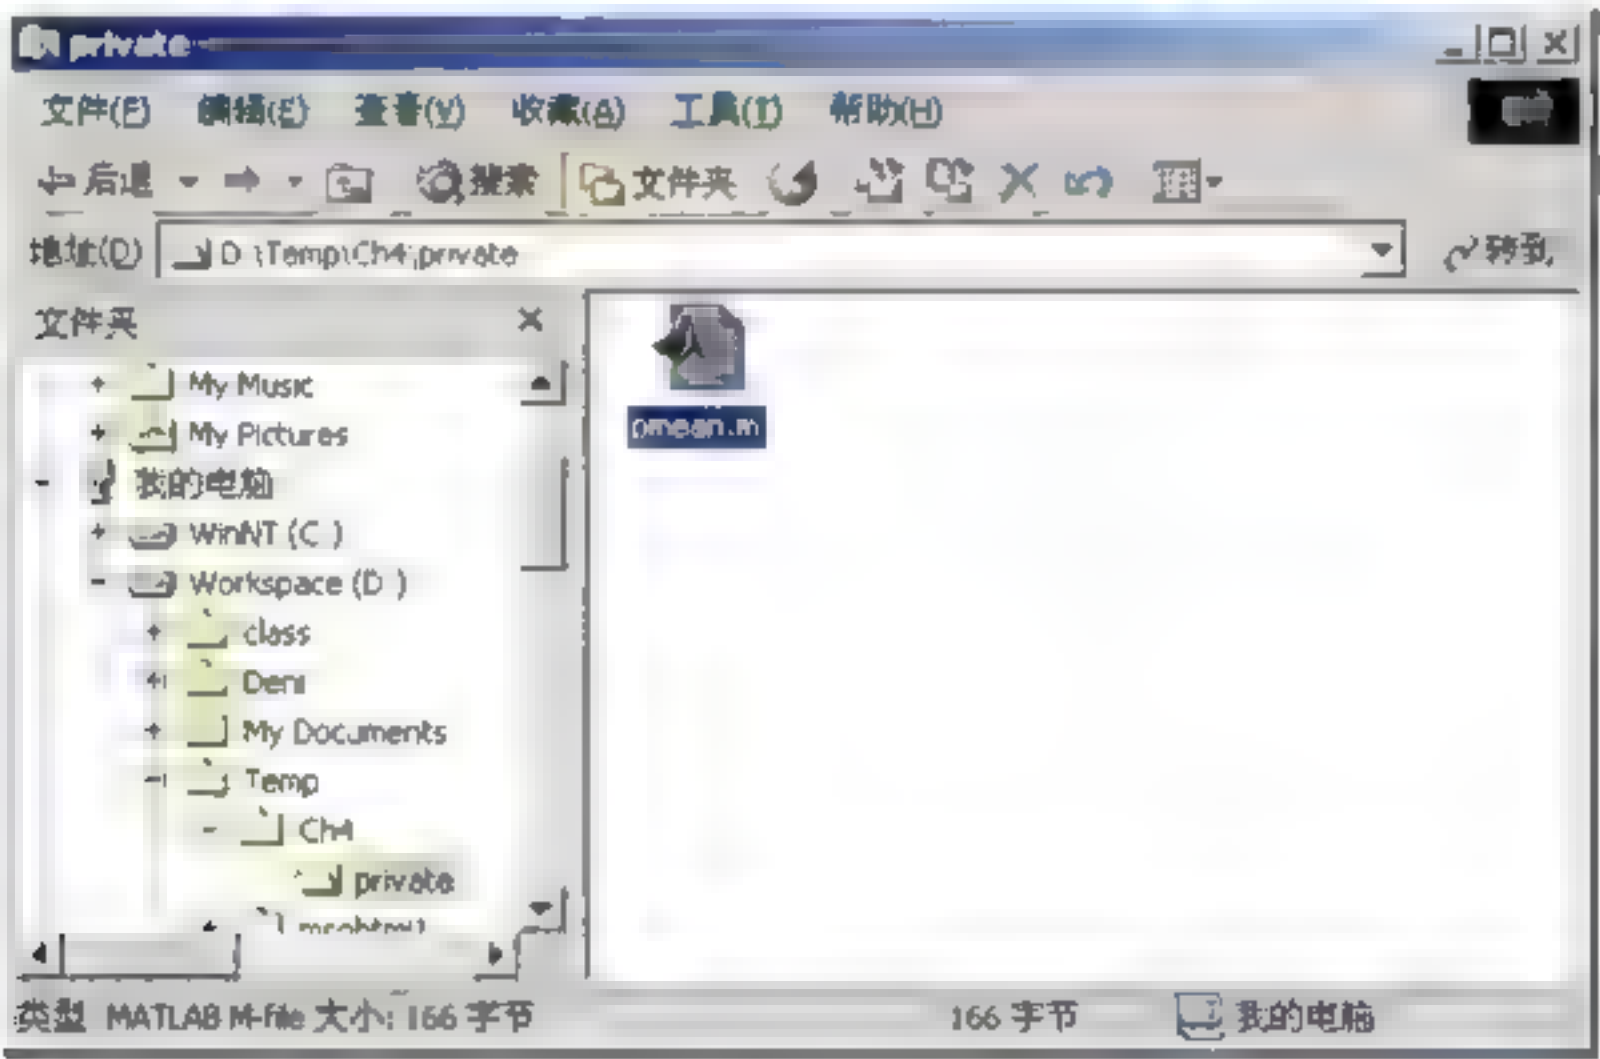 private
文件(F) 编辑(E) 查看(V) 收藏(A) 工具(T) 帮助(H)
后退 搜索 文件夹
地址(D) D:\Temp\Ch4\private 转到
文件夹
My Music
My Pictures
我的电脑
WinNT (C:)
Workspace (D:)
class
My Documents
Temp
Ch4
private
pmean.m
类型: MATLAB M-file 大小: 166 字节 166 字节 我的电脑